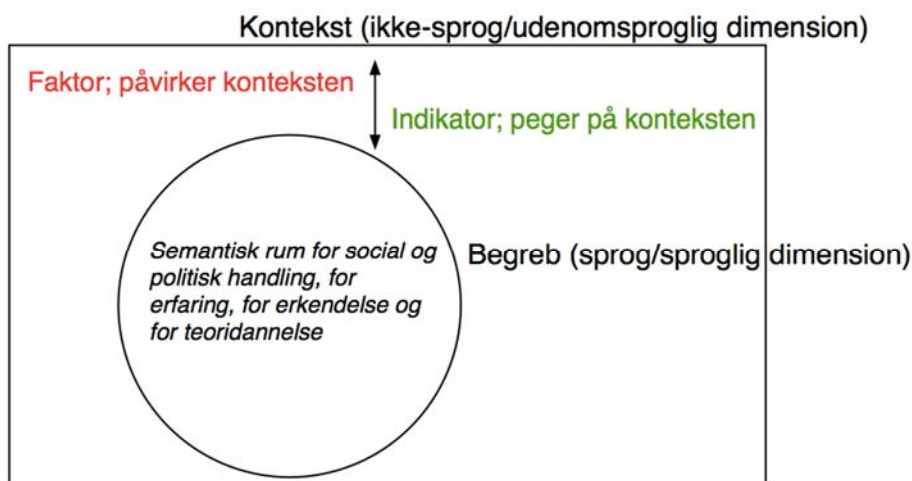 Kontekst (ikke-sprog/udenomsproglig dimension)
Faktor; påvirker konteksten
Indikator; peger på konteksten
Semantisk rum for social og
politisk handling, for
erfaring, for erkendelse og
for teoridannelse
Begreb (sprog/sproglig dimension)